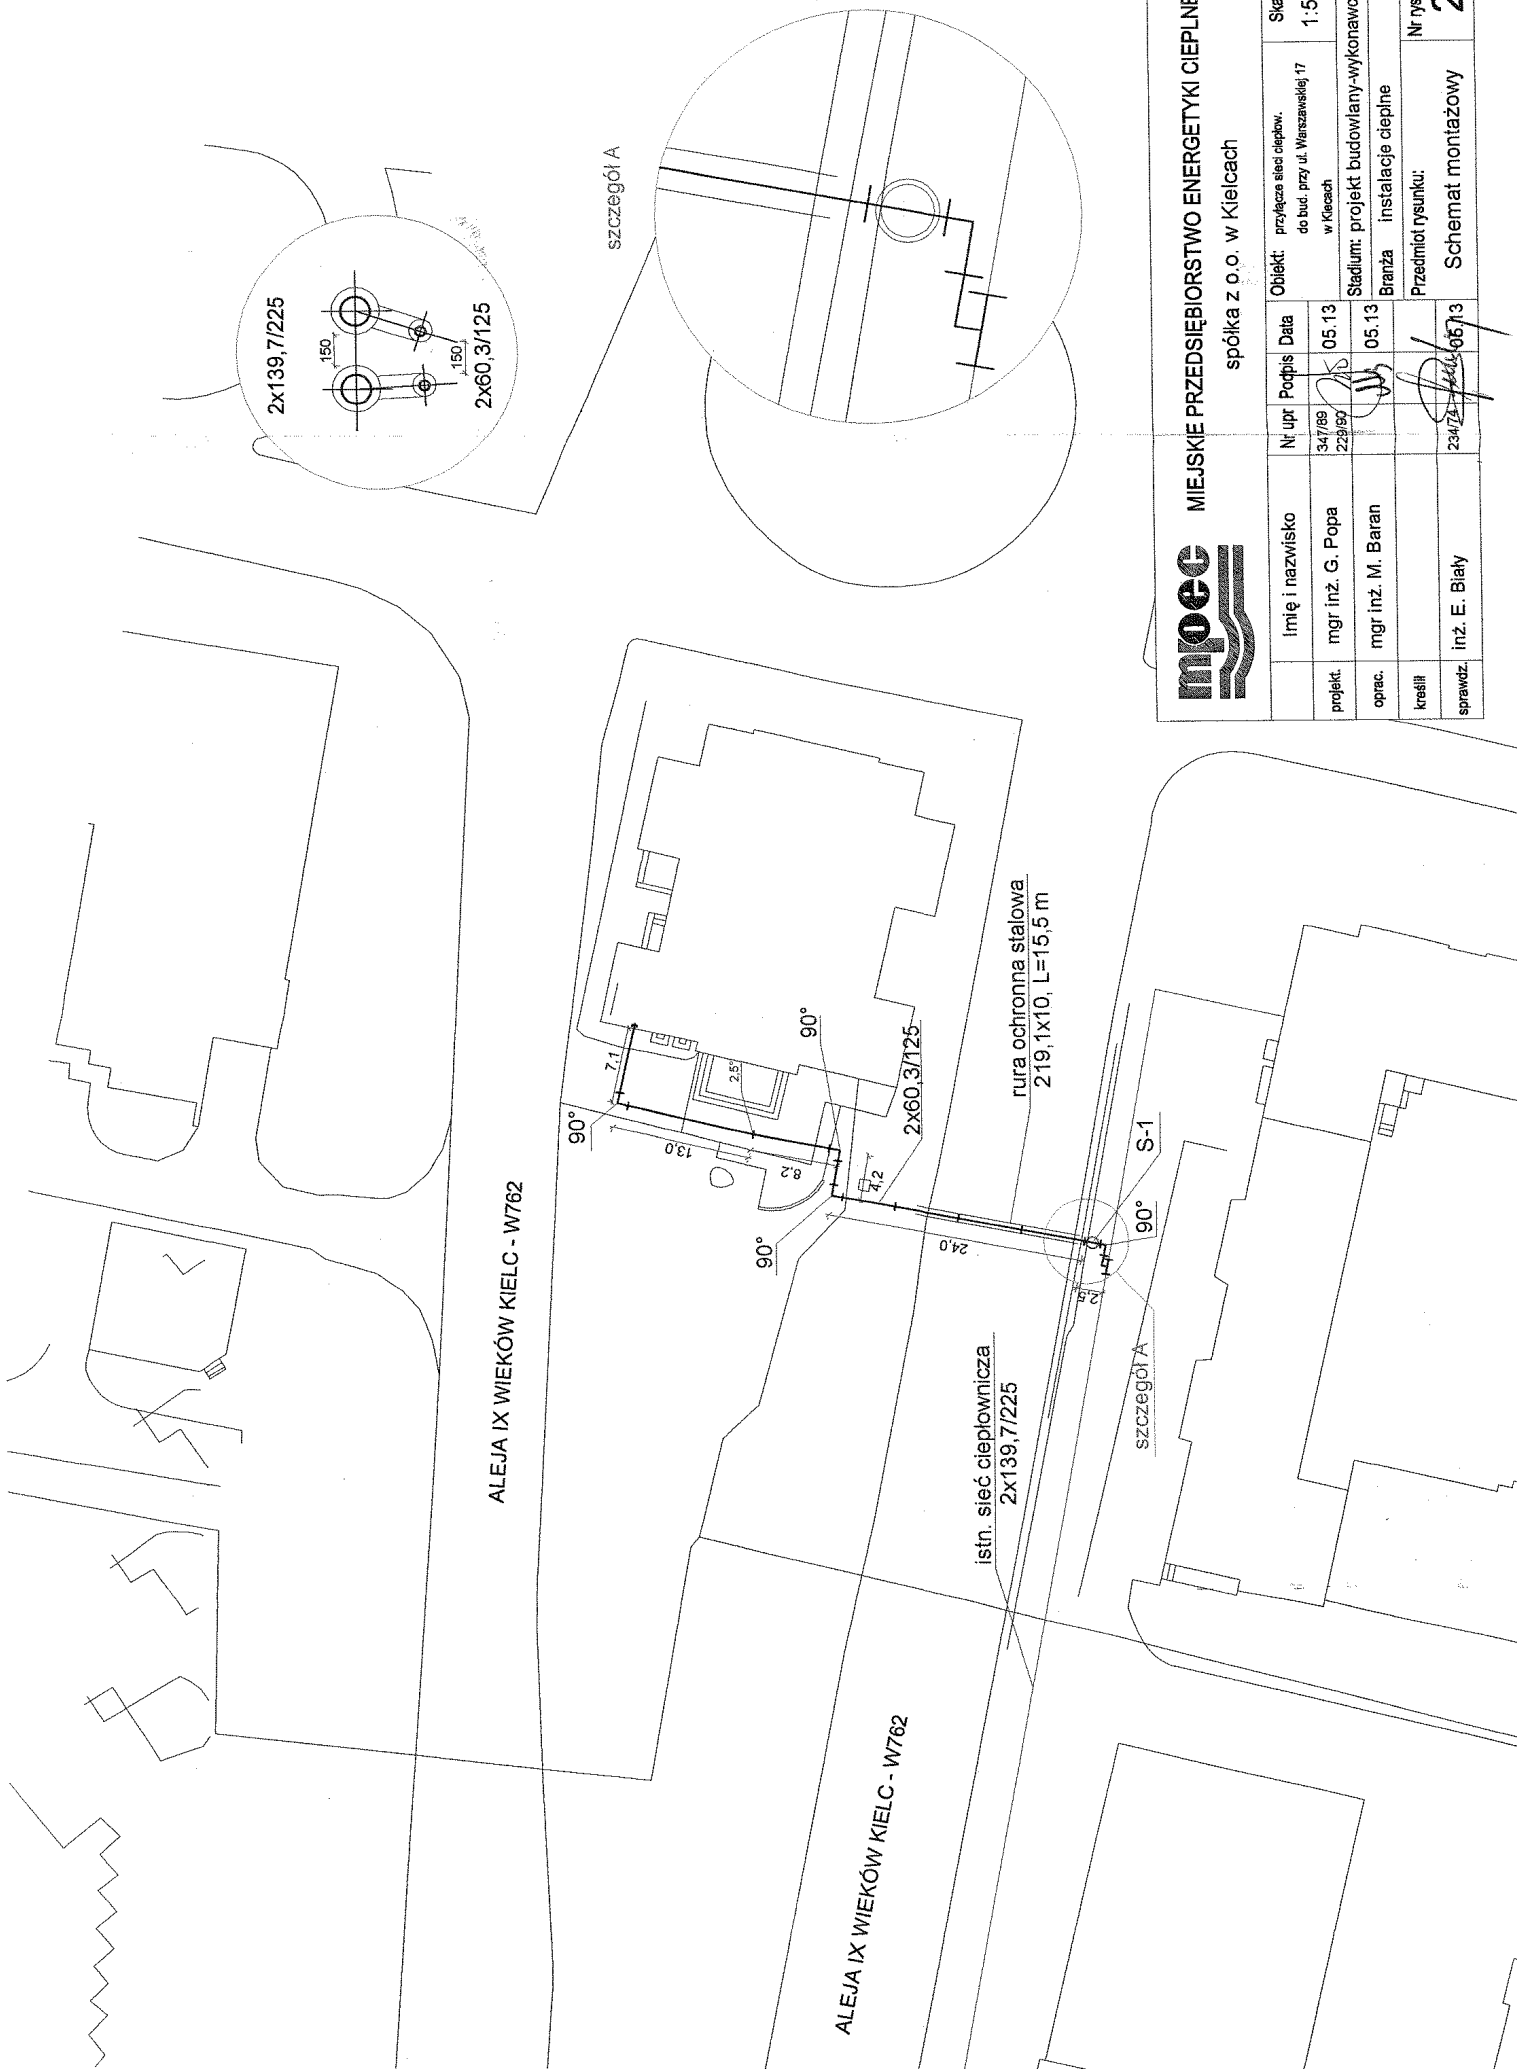 2x139,7/225
150
150
2x60,3/125
szczegół A
ALEJA IX WIEKÓW KIELC - W762
ALEJA IX WIEKÓW KIELC - W762
90°
7,1
2,5°
13,0
8,2
90°
4,2
2x60,3/125
90°
24,0
rura ochronna stalowa
219,1x10, L=15,5 m
S-1
90°
2,5
szczegół A
istn. sieć ciepłownicza
2x139,7/225
mpec
MIEJSKIE PRZEDSIĘBIORSTWO ENERGETYKI CIEPLNE
spółka z o.o. w Kielcach
Imię i nazwisko
Nr upr
Podpis
Data
projekt.
mgr inż. G. Popa
347/89
229/90
05.13
oprac.
mgr inż. M. Baran
05.13
kreślił
sprawdz.
inż. E. Biały
234/74
05.13
Obiekt:
przyłącze sieci ciepłow.
do bud. przy ul. Warszawskiej 17
w Kiecach
Ska
1:5
Stadium: projekt budowlany-wykonawc
Branża instalacje cieplne
Przedmiot rysunku:
Schemat montażowy
Nr rys
2